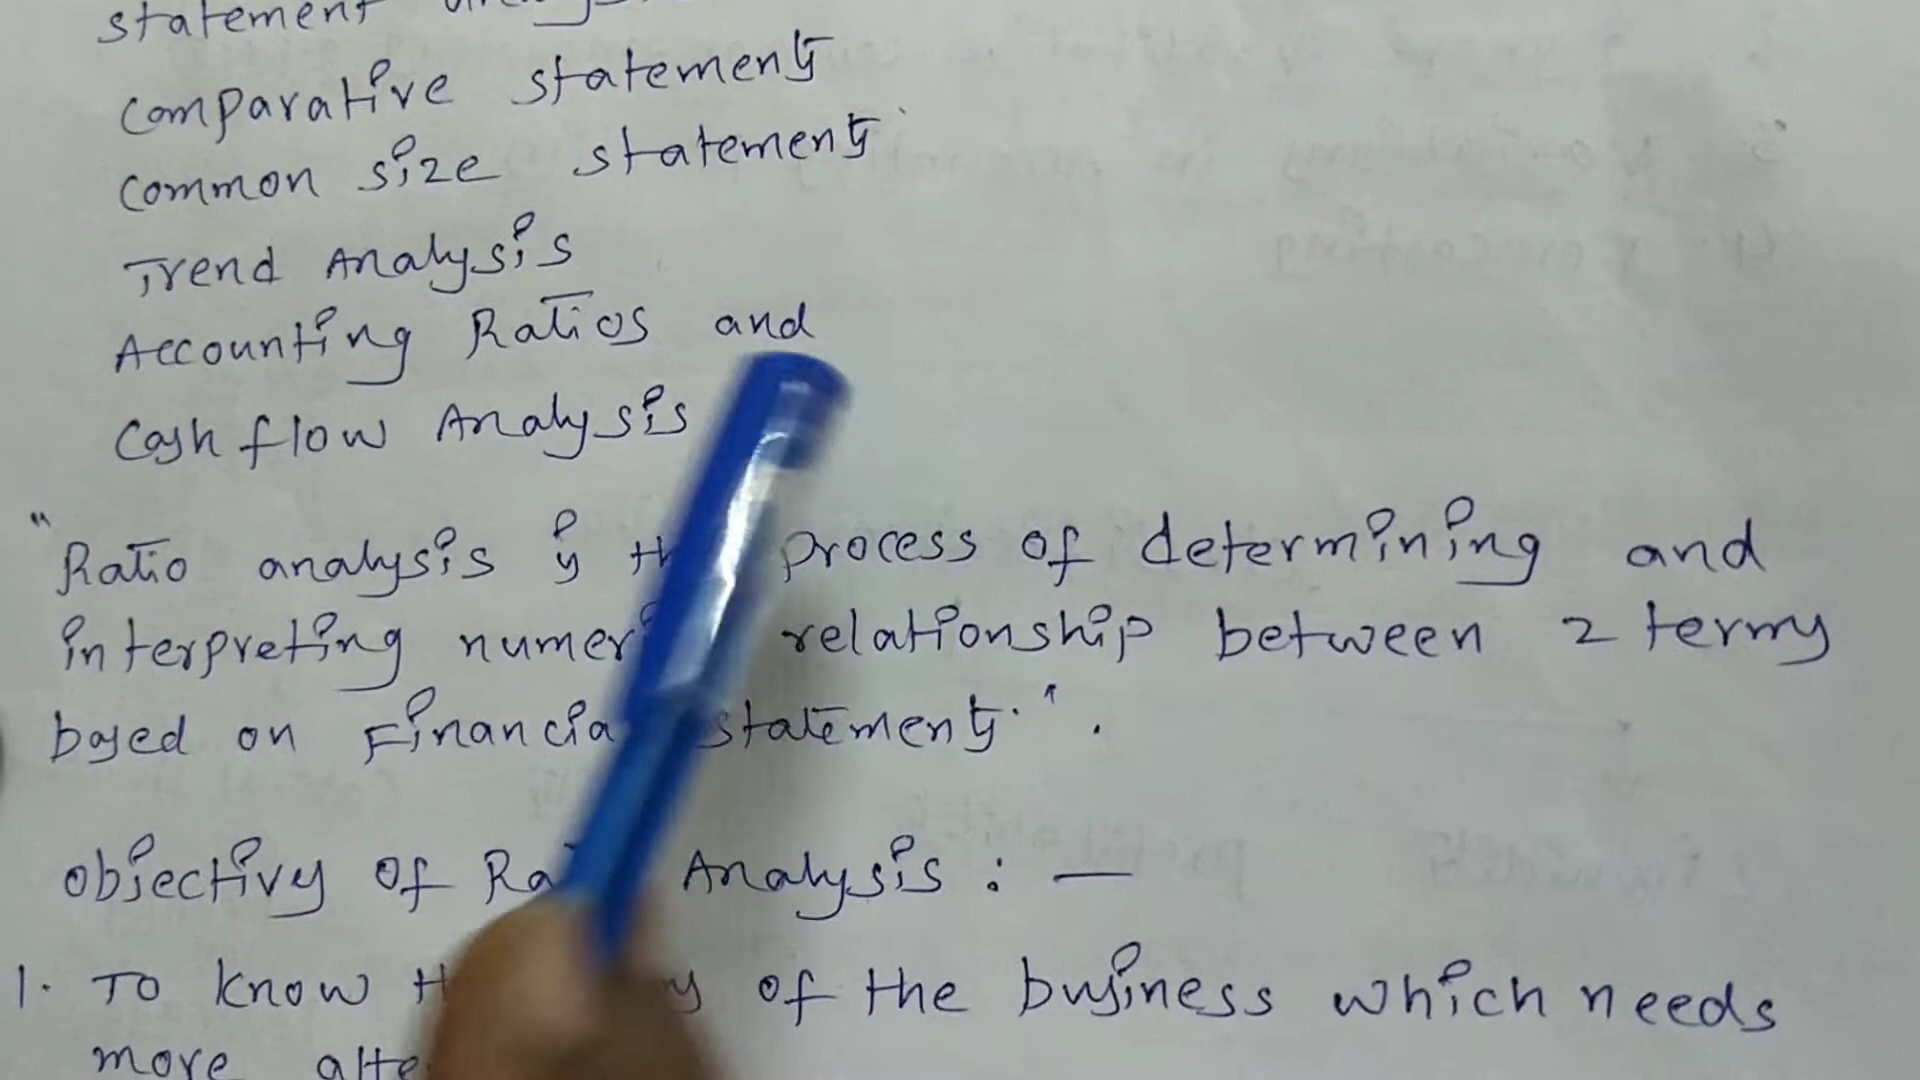 statement
Comparative statements
Common size statements
Trend Analysis
Accounting Ratios and
Cash flow Analysis
"Ratio analysis is process of determining and
interpreting relationship between 2 terms
based on statements.".
Objectives of Analysis : —
1. To know of the business which needs
more